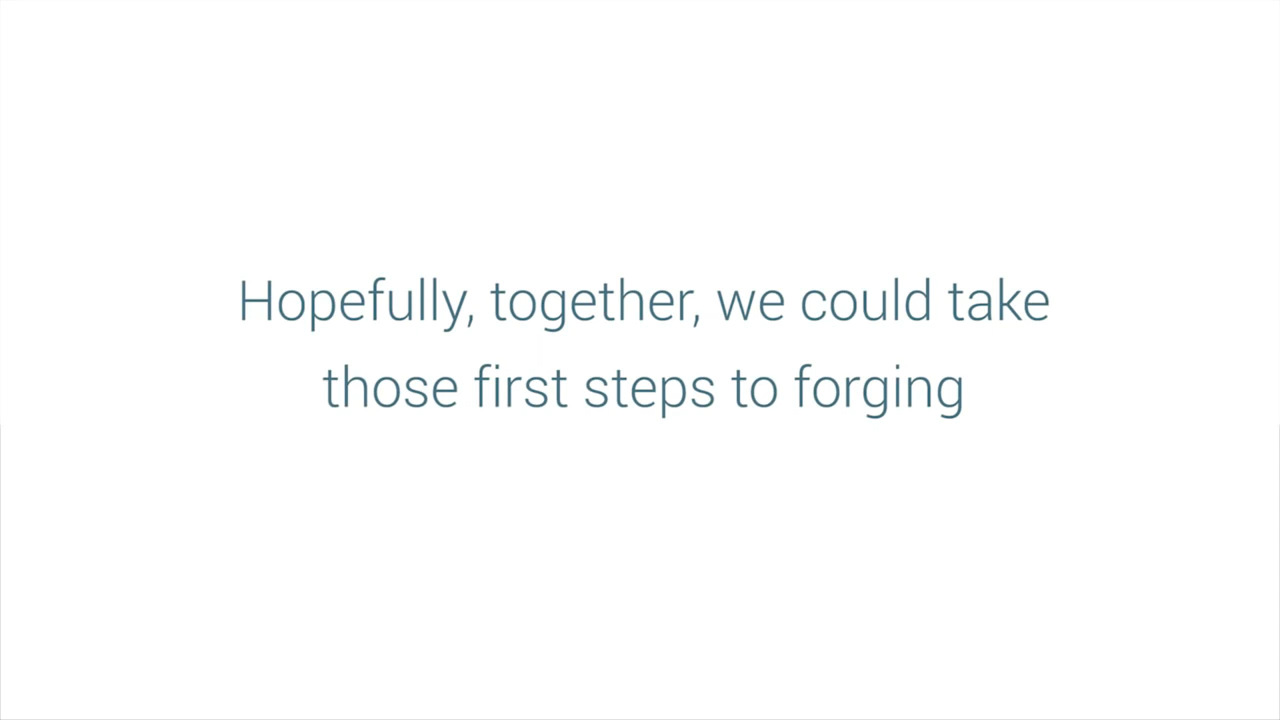 Hopefully, together, we could take
those first steps to forging